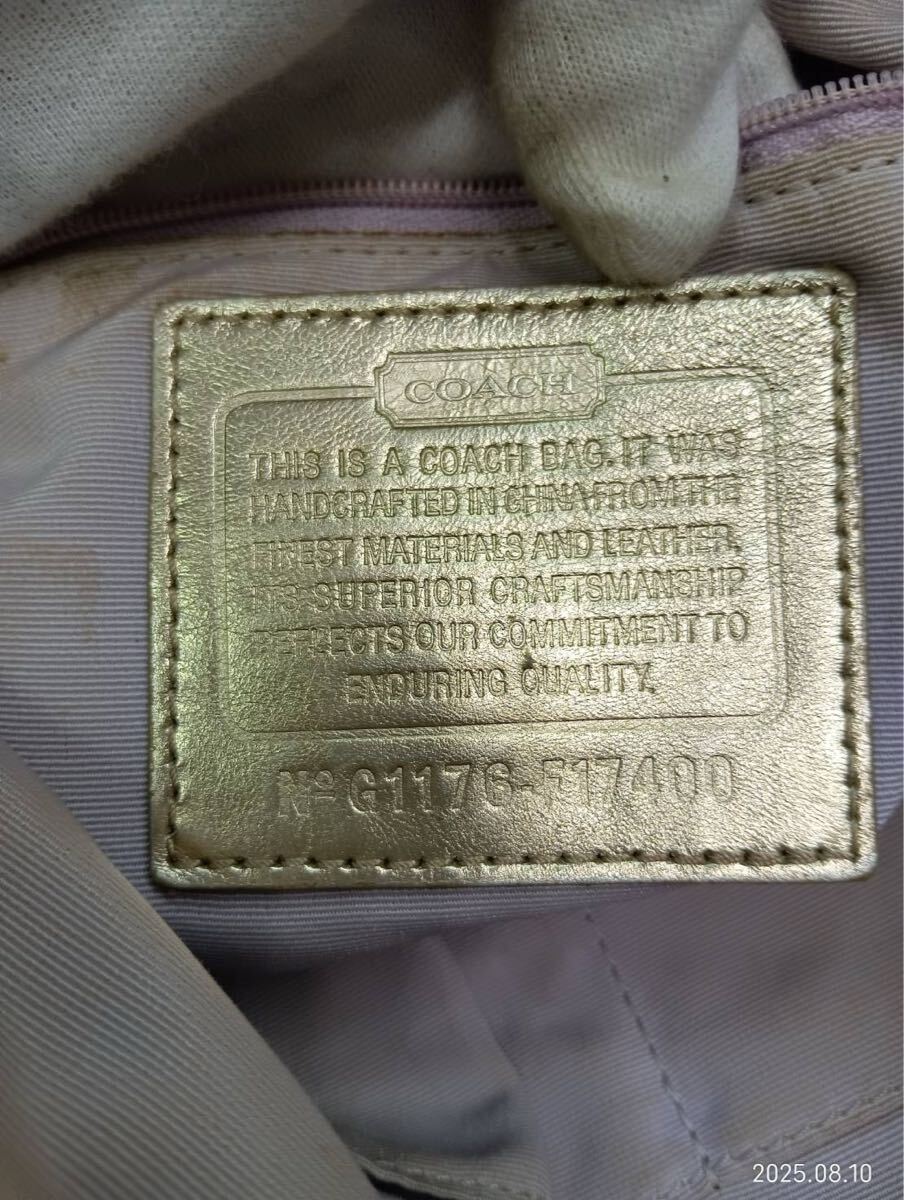 COACH
THIS IS A COACH BAG. IT WAS
HANDCRAFTED IN CHINA FROM THE
FINEST MATERIALS AND LEATHER.
ITS SUPERIOR CRAFTSMANSHIP
REFLECTS OUR COMMITMENT TO
ENDURING QUALITY.
Nº G1176-F17400
2025.08.10